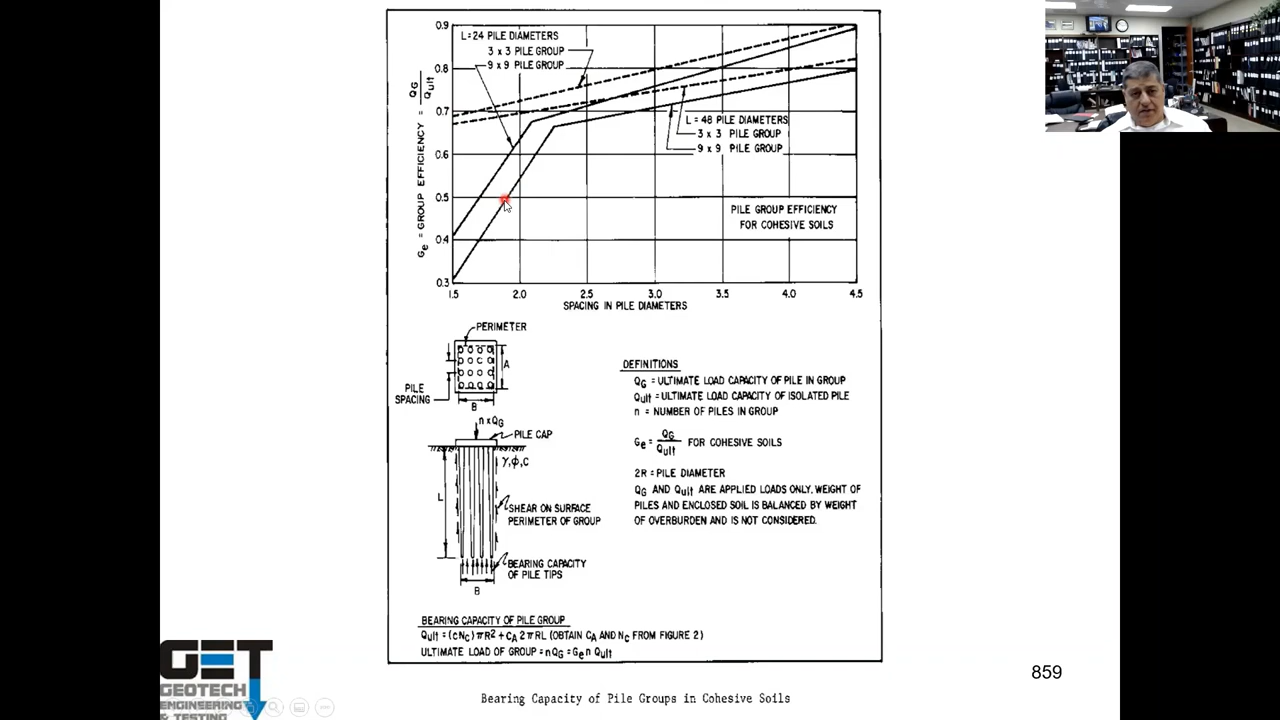 0.9
L=24 PILE DIAMETERS
3 x 3 PILE GROUP
9 x 9 PILE GROUP
0.8
0.7
L = 48 PILE DIAMETERS
3 x 3 PILE GROUP
9 x 9 PILE GROUP
0.6
0.5
0.4
0.3
Ge = GROUP EFFICIENCY = QG / Qult
PILE GROUP EFFICIENCY
FOR COHESIVE SOILS
1.5 2.0 2.5 3.0 3.5 4.0 4.5
SPACING IN PILE DIAMETERS
PERIMETER
A
PILE
SPACING
B
n x QG
PILE CAP
γ,φ,C
L
SHEAR ON SURFACE
PERIMETER OF GROUP
BEARING CAPACITY
OF PILE TIPS
B
DEFINITIONS
QG = ULTIMATE LOAD CAPACITY OF PILE IN GROUP
Qult = ULTIMATE LOAD CAPACITY OF ISOLATED PILE
n = NUMBER OF PILES IN GROUP
Ge = QG / Qult FOR COHESIVE SOILS
2R = PILE DIAMETER
QG AND Qult ARE APPLIED LOADS ONLY, WEIGHT OF
PILES AND ENCLOSED SOIL IS BALANCED BY WEIGHT
OF OVERBURDEN AND IS NOT CONSIDERED.
BEARING CAPACITY OF PILE GROUP
Qult = (cNc) πR² + CA 2πRL (OBTAIN CA AND NC FROM FIGURE 2)
ULTIMATE LOAD OF GROUP = nQG = Ge n Qult
GET
GEOTECH
ENGINEERING
& TESTING
859
Bearing Capacity of Pile Groups in Cohesive Soils